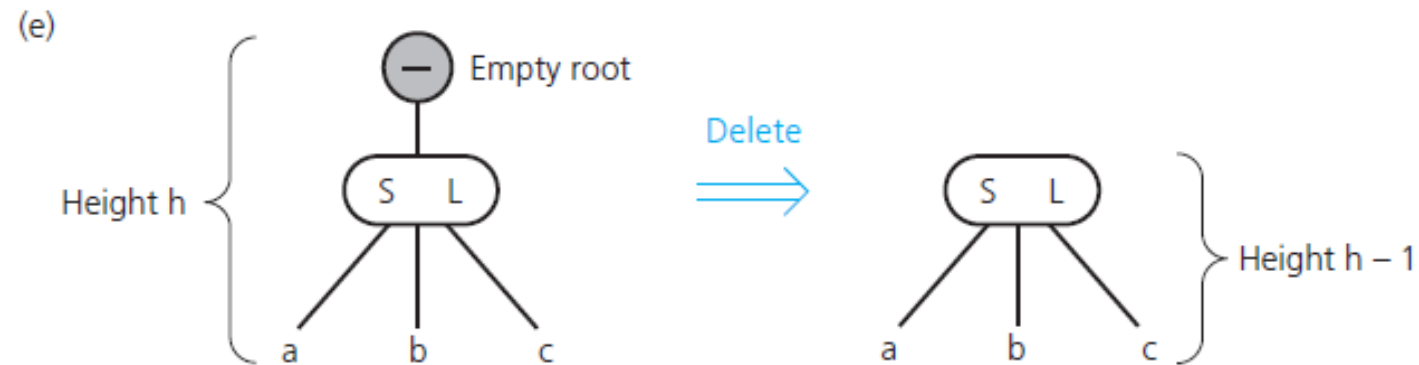 (e)
– Empty root
Delete
Height h
S L
S L
Height h – 1
a b c
a b c